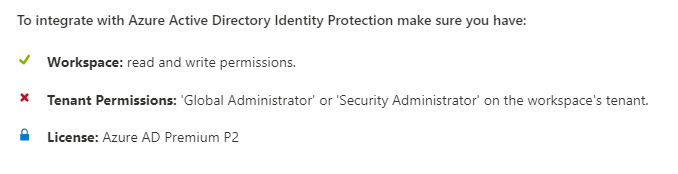 To integrate with Azure Active Directory Identity Protection make sure you have:
Workspace: read and write permissions.
Tenant Permissions: 'Global Administrator' or 'Security Administrator' on the workspace's tenant.
License: Azure AD Premium P2